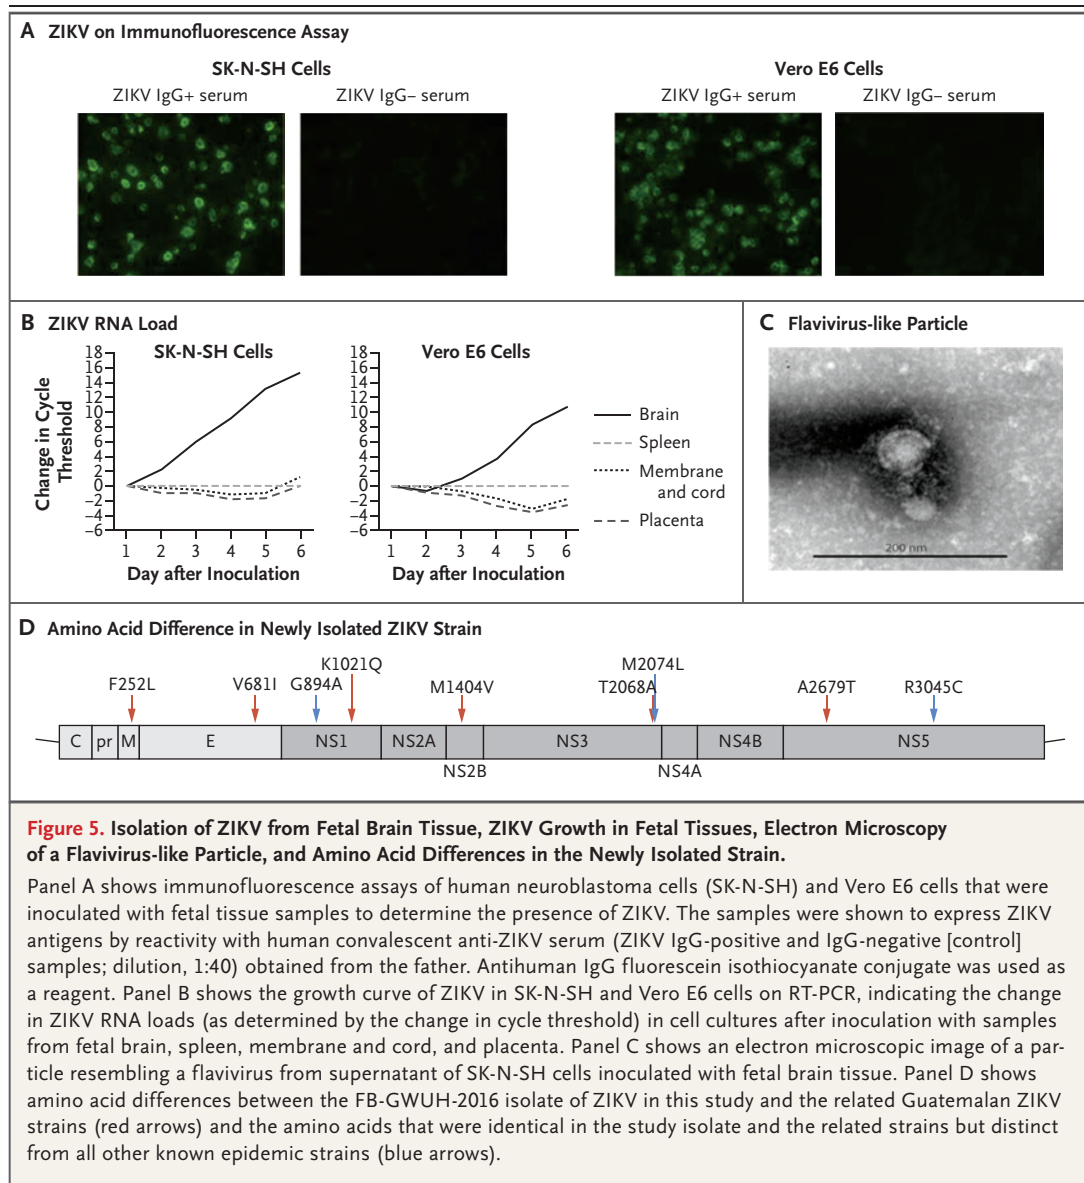 A ZIKV on Immunofluorescence Assay
SK-N-SH Cells
ZIKV IgG+ serum
ZIKV IgG– serum
Vero E6 Cells
ZIKV IgG+ serum
ZIKV IgG– serum
B ZIKV RNA Load
Change in Cycle
Threshold
SK-N-SH Cells
18
16
14
12
10
8
6
4
2
0
–2
–4
–6
1 2 3 4 5 6
Day after Inoculation
Vero E6 Cells
18
16
14
12
10
8
6
4
2
0
–2
–4
–6
1 2 3 4 5 6
Day after Inoculation
Brain
Spleen
Membrane
and cord
Placenta
C Flavivirus-like Particle
200 nm
D Amino Acid Difference in Newly Isolated ZIKV Strain
K1021Q M2074L
F252L V681I G894A M1404V T2068A A2679T R3045C
C pr M E NS1 NS2A NS3 NS4B NS5
NS2B NS4A
Figure 5. Isolation of ZIKV from Fetal Brain Tissue, ZIKV Growth in Fetal Tissues, Electron Microscopy
of a Flavivirus-like Particle, and Amino Acid Differences in the Newly Isolated Strain.
Panel A shows immunofluorescence assays of human neuroblastoma cells (SK-N-SH) and Vero E6 cells that were
inoculated with fetal tissue samples to determine the presence of ZIKV. The samples were shown to express ZIKV
antigens by reactivity with human convalescent anti-ZIKV serum (ZIKV IgG-positive and IgG-negative [control]
samples; dilution, 1:40) obtained from the father. Antihuman IgG fluorescein isothiocyanate conjugate was used as
a reagent. Panel B shows the growth curve of ZIKV in SK-N-SH and Vero E6 cells on RT-PCR, indicating the change
in ZIKV RNA loads (as determined by the change in cycle threshold) in cell cultures after inoculation with samples
from fetal brain, spleen, membrane and cord, and placenta. Panel C shows an electron microscopic image of a par-
ticle resembling a flavivirus from supernatant of SK-N-SH cells inoculated with fetal brain tissue. Panel D shows
amino acid differences between the FB-GWUH-2016 isolate of ZIKV in this study and the related Guatemalan ZIKV
strains (red arrows) and the amino acids that were identical in the study isolate and the related strains but distinct
from all other known epidemic strains (blue arrows).